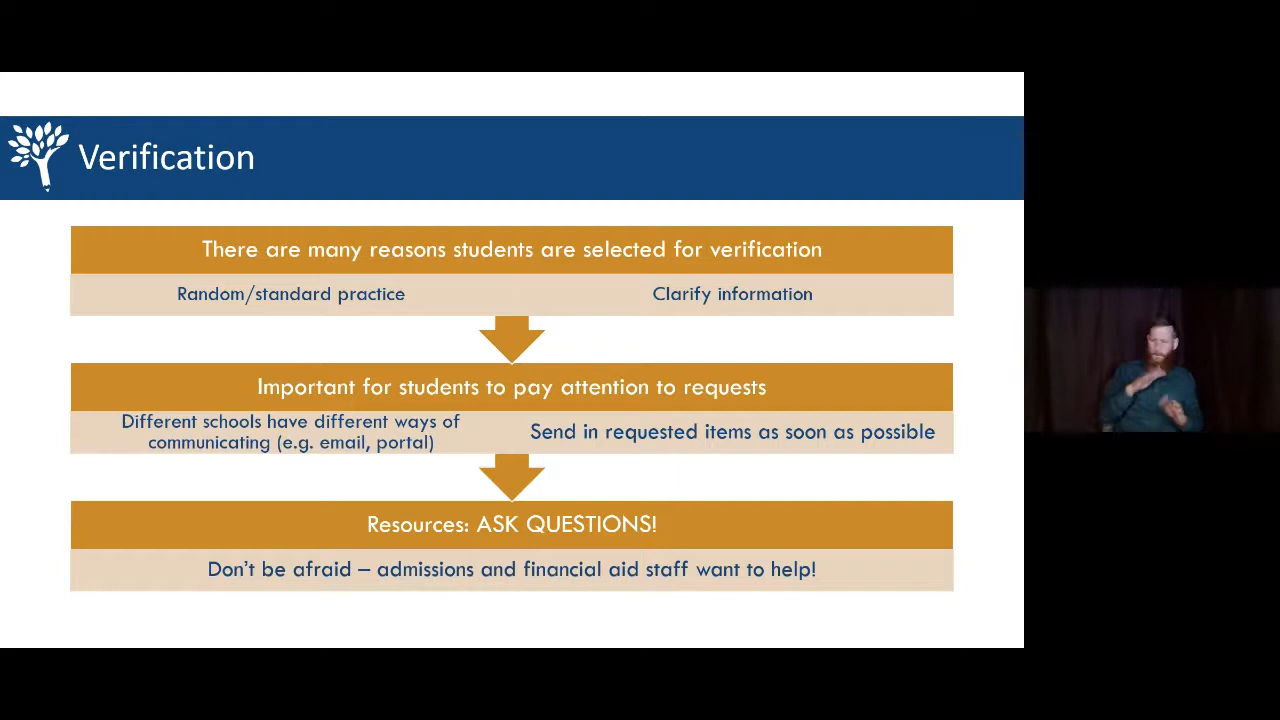 Verification
There are many reasons students are selected for verification
Random/standard practice
Clarify information
Important for students to pay attention to requests
Different schools have different ways of
communicating (e.g. email, portal)
Send in requested items as soon as possible
Resources: ASK QUESTIONS!
Don't be afraid – admissions and financial aid staff want to help!